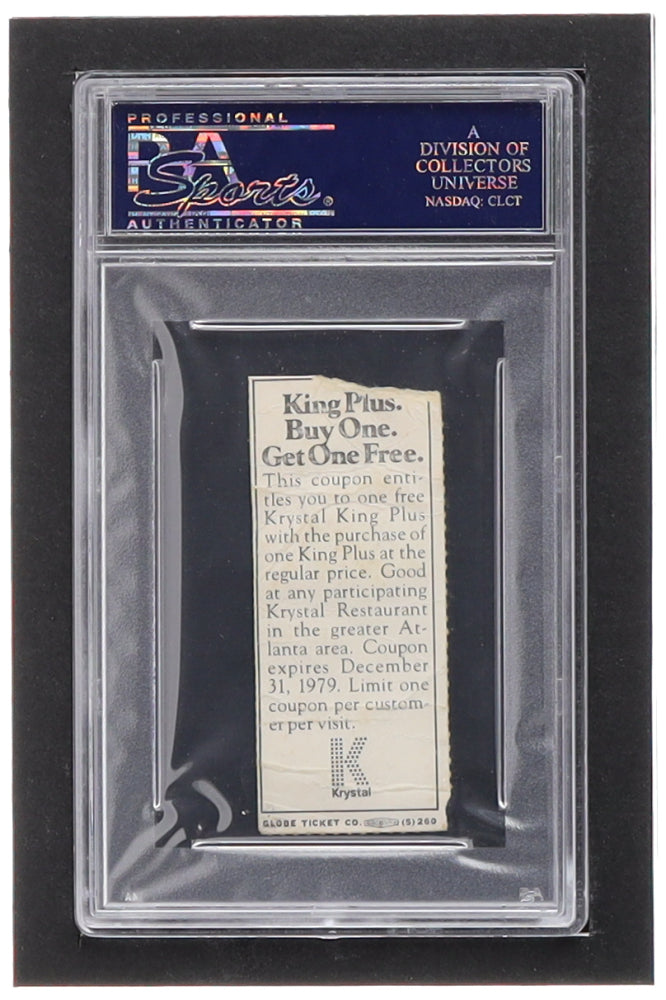 PROFESSIONAL
PSA
Sports®
AUTHENTICATOR
A
DIVISION OF
COLLECTORS
UNIVERSE
NASDAQ: CLCT
King Plus.
Buy One.
Get One Free.
This coupon enti-
tles you to one free
Krystal King Plus
with the purchase of
one King Plus at the
regular price. Good
at any participating
Krystal Restaurant
in the greater At-
lanta area. Coupon
expires December
31, 1979. Limit one
coupon per custom-
er per visit.
K
Krystal
GLOBE TICKET CO. (5) 260
PSA